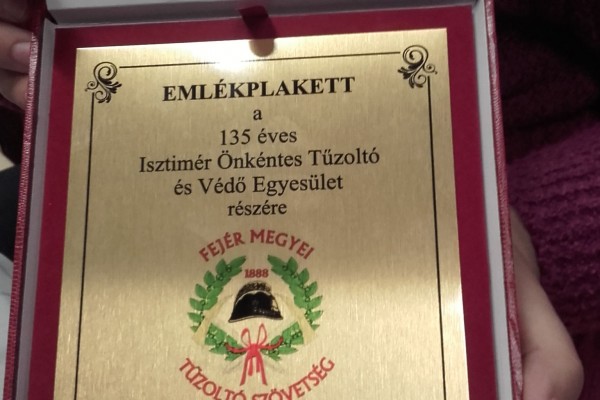 EMLÉKPLAKETT
a
135 éves
Isztimér Önkéntes Tűzoltó
és Védő Egyesület
részére
FEJÉR MEGYEI
1888
TŰZOLTÓ SZÖVETSÉG